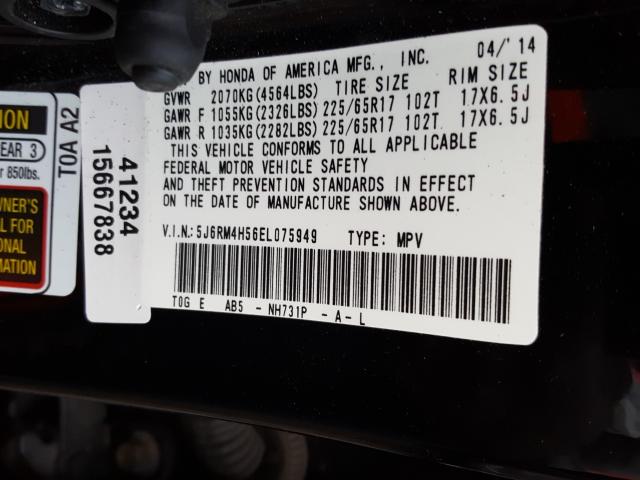 BY HONDA OF AMERICA MFG., INC. 04/'14
GVWR 2070KG(4564LBS) TIRE SIZE RIM SIZE
GAWR F 1055KG(2326LBS) 225/65R17 102T 17X6.5J
GAWR R 1035KG(2282LBS) 225/65R17 102T 17X6.5J
THIS VEHICLE CONFORMS TO ALL APPLICABLE
FEDERAL MOTOR VEHICLE SAFETY
AND THEFT PREVENTION STANDARDS IN EFFECT
ON THE DATE OF MANUFACTURE SHOWN ABOVE.
V.I.N.: 5J6RM4H56EL075949 TYPE: MPV
T0G E AB5 - NH731P - A - L
41234
15667838
T0A A2
ION
EAR 3
r 850lbs.
WNER'S
L FOR
ONAL
MATION